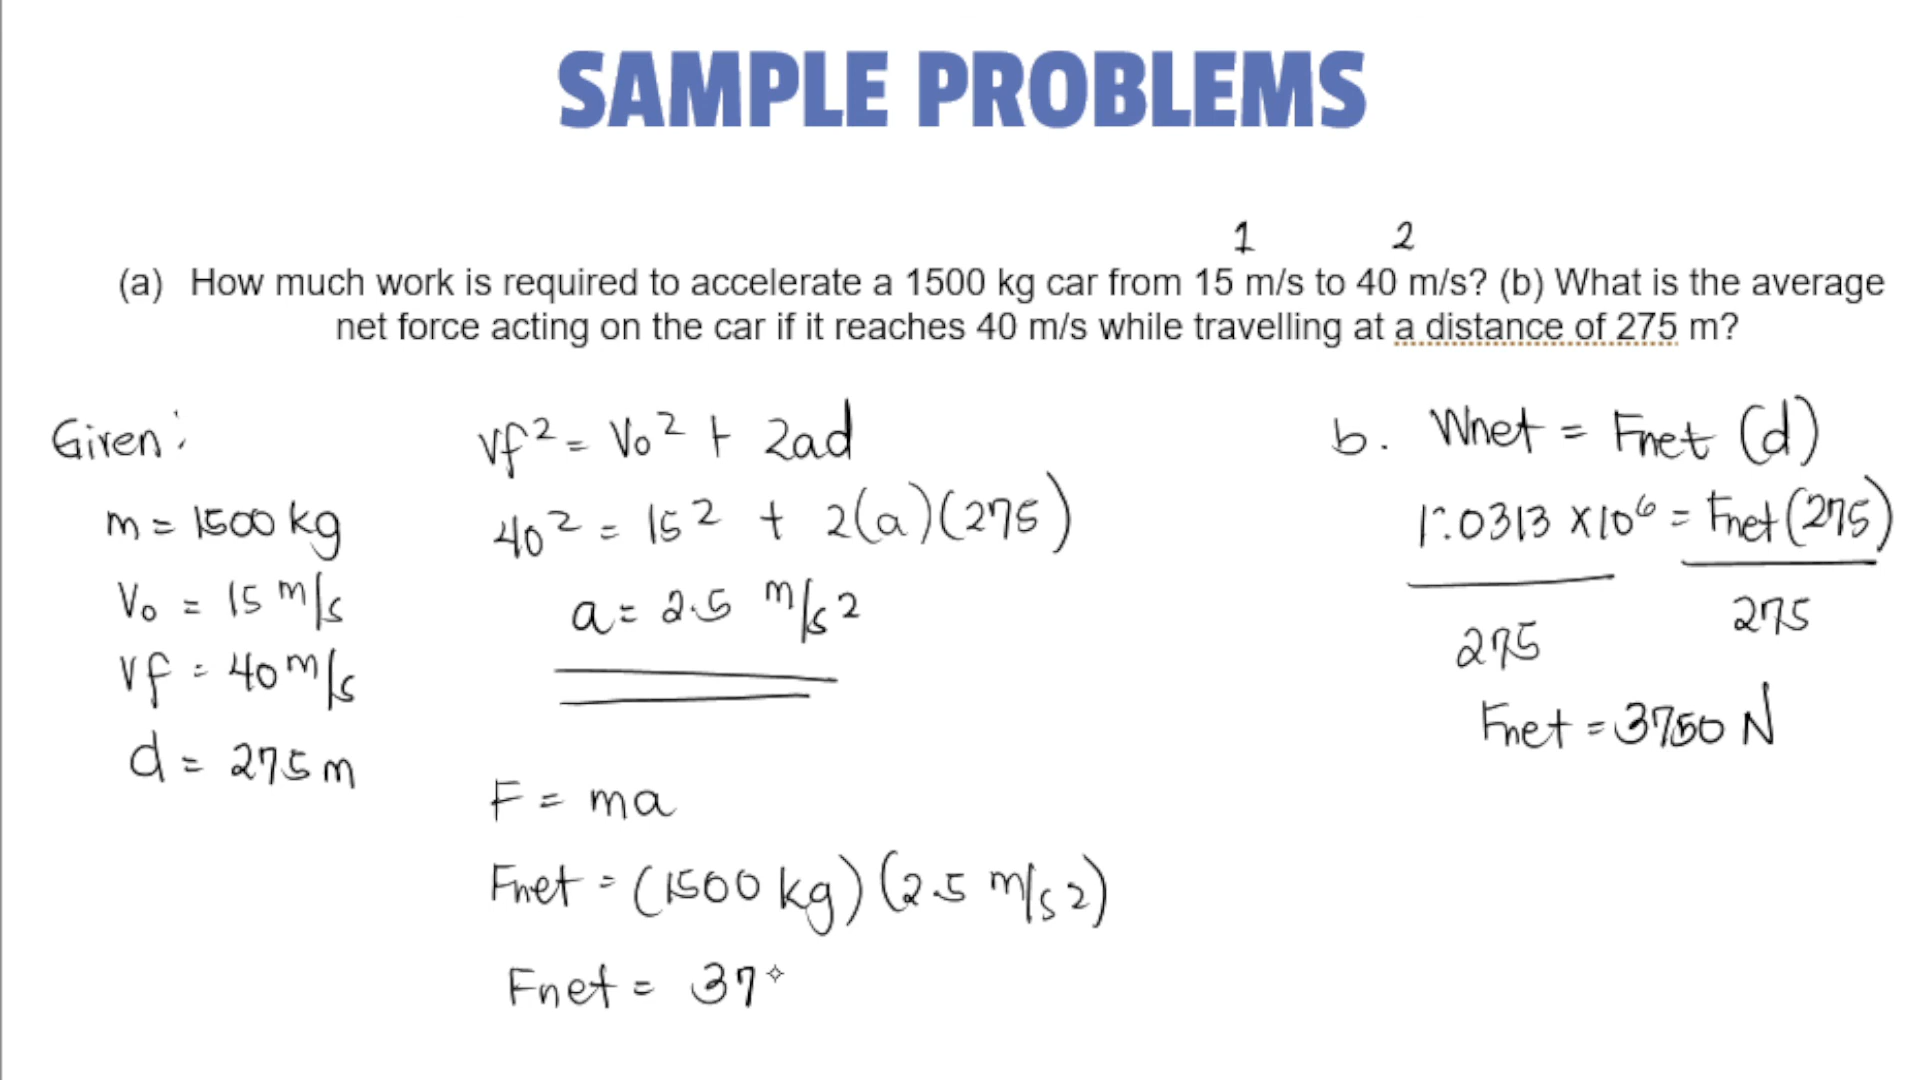 SAMPLE PROBLEMS
1 2
(a) How much work is required to accelerate a 1500 kg car from 15 m/s to 40 m/s? (b) What is the average
net force acting on the car if it reaches 40 m/s while travelling at a distance of 275 m?
Given:
m = 1500 kg
Vo = 15 m/s
Vf = 40 m/s
d = 275 m
Vf² = Vo² + 2ad
40² = 15² + 2(a)(275)
a = 2.5 m/s²
F = ma
Fnet = (1500 kg)(2.5 m/s²)
Fnet = 37
b. Wnet = Fnet (d)
1.0313 x 10⁶ = Fnet (275)
275 275
Fnet = 3750 N